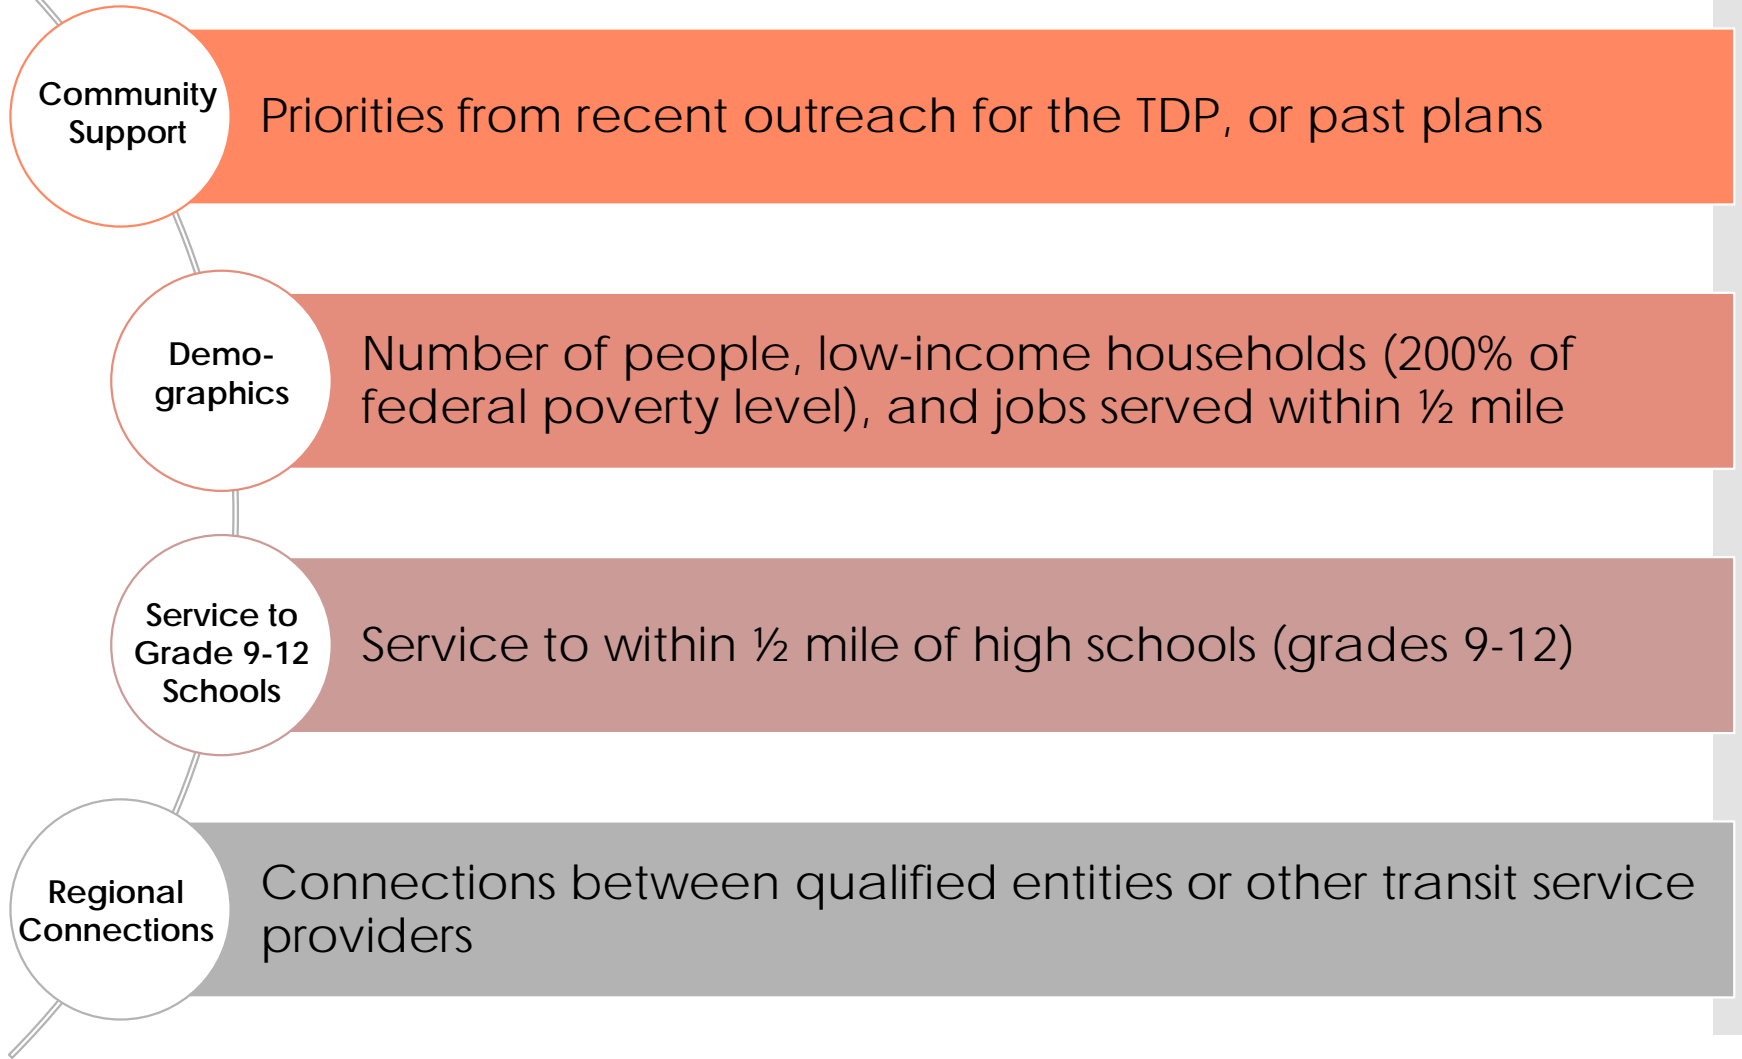 Community
Support
Priorities from recent outreach for the TDP, or past plans
Demo-
graphics
Number of people, low-income households (200% of
federal poverty level), and jobs served within ½ mile
Service to
Grade 9-12
Schools
Service to within ½ mile of high schools (grades 9-12)
Regional
Connections
Connections between qualified entities or other transit service
providers